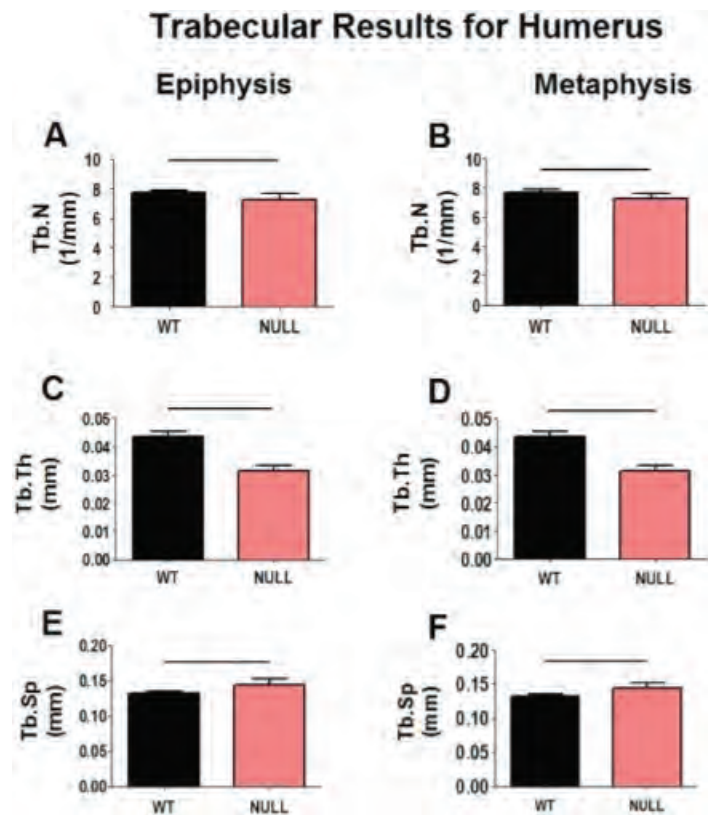 Trabecular Results for Humerus
Epiphysis
Metaphysis
A
Tb.N
(1/mm)
10
8
6
4
2
0
WT
NULL
B
Tb.N
(1/mm)
10
8
6
4
2
0
WT
NULL
C
Tb.Th
(mm)
0.05
0.04
0.03
0.02
0.01
0.00
WT
NULL
D
Tb.Th
(mm)
0.05
0.04
0.03
0.02
0.01
0.00
WT
NULL
E
Tb.Sp
(mm)
0.20
0.15
0.10
0.05
0.00
WT
NULL
F
Tb.Sp
(mm)
0.20
0.15
0.10
0.05
0.00
WT
NULL